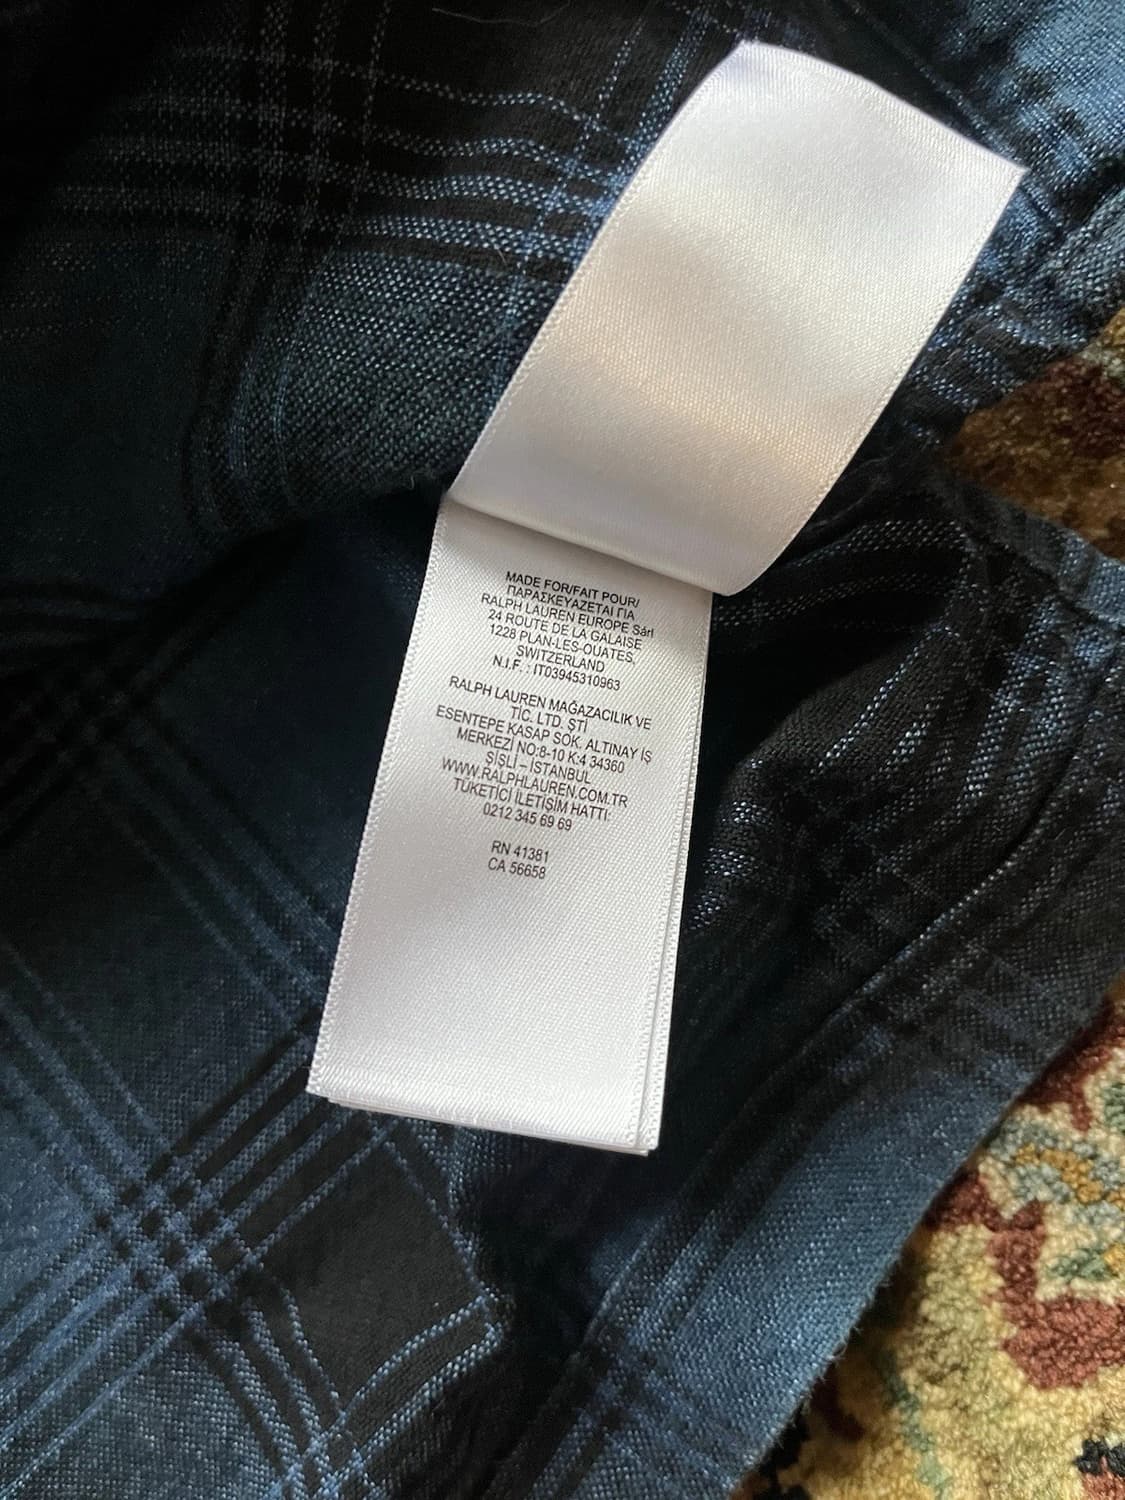 MADE FOR/FAIT POUR/
ΠΑΡΑΣΚΕΥΑΖΕΤΑΙ ΓΙΑ
RALPH LAUREN EUROPE Sàrl
24 ROUTE DE LA GALAISE
1228 PLAN-LES-OUATES,
SWITZERLAND
N.I.F. : IT03945310963
RALPH LAUREN MAĞAZACILIK VE
TİC. LTD. ŞTİ
ESENTEPE KASAP SOK. ALTINAY İŞ
MERKEZİ NO:8-10 K:4 34360
ŞİŞLİ – İSTANBUL
WWW.RALPHLAUREN.COM.TR
TÜKETİCİ İLETİŞİM HATTI:
0212 345 69 69
RN 41381
CA 56658